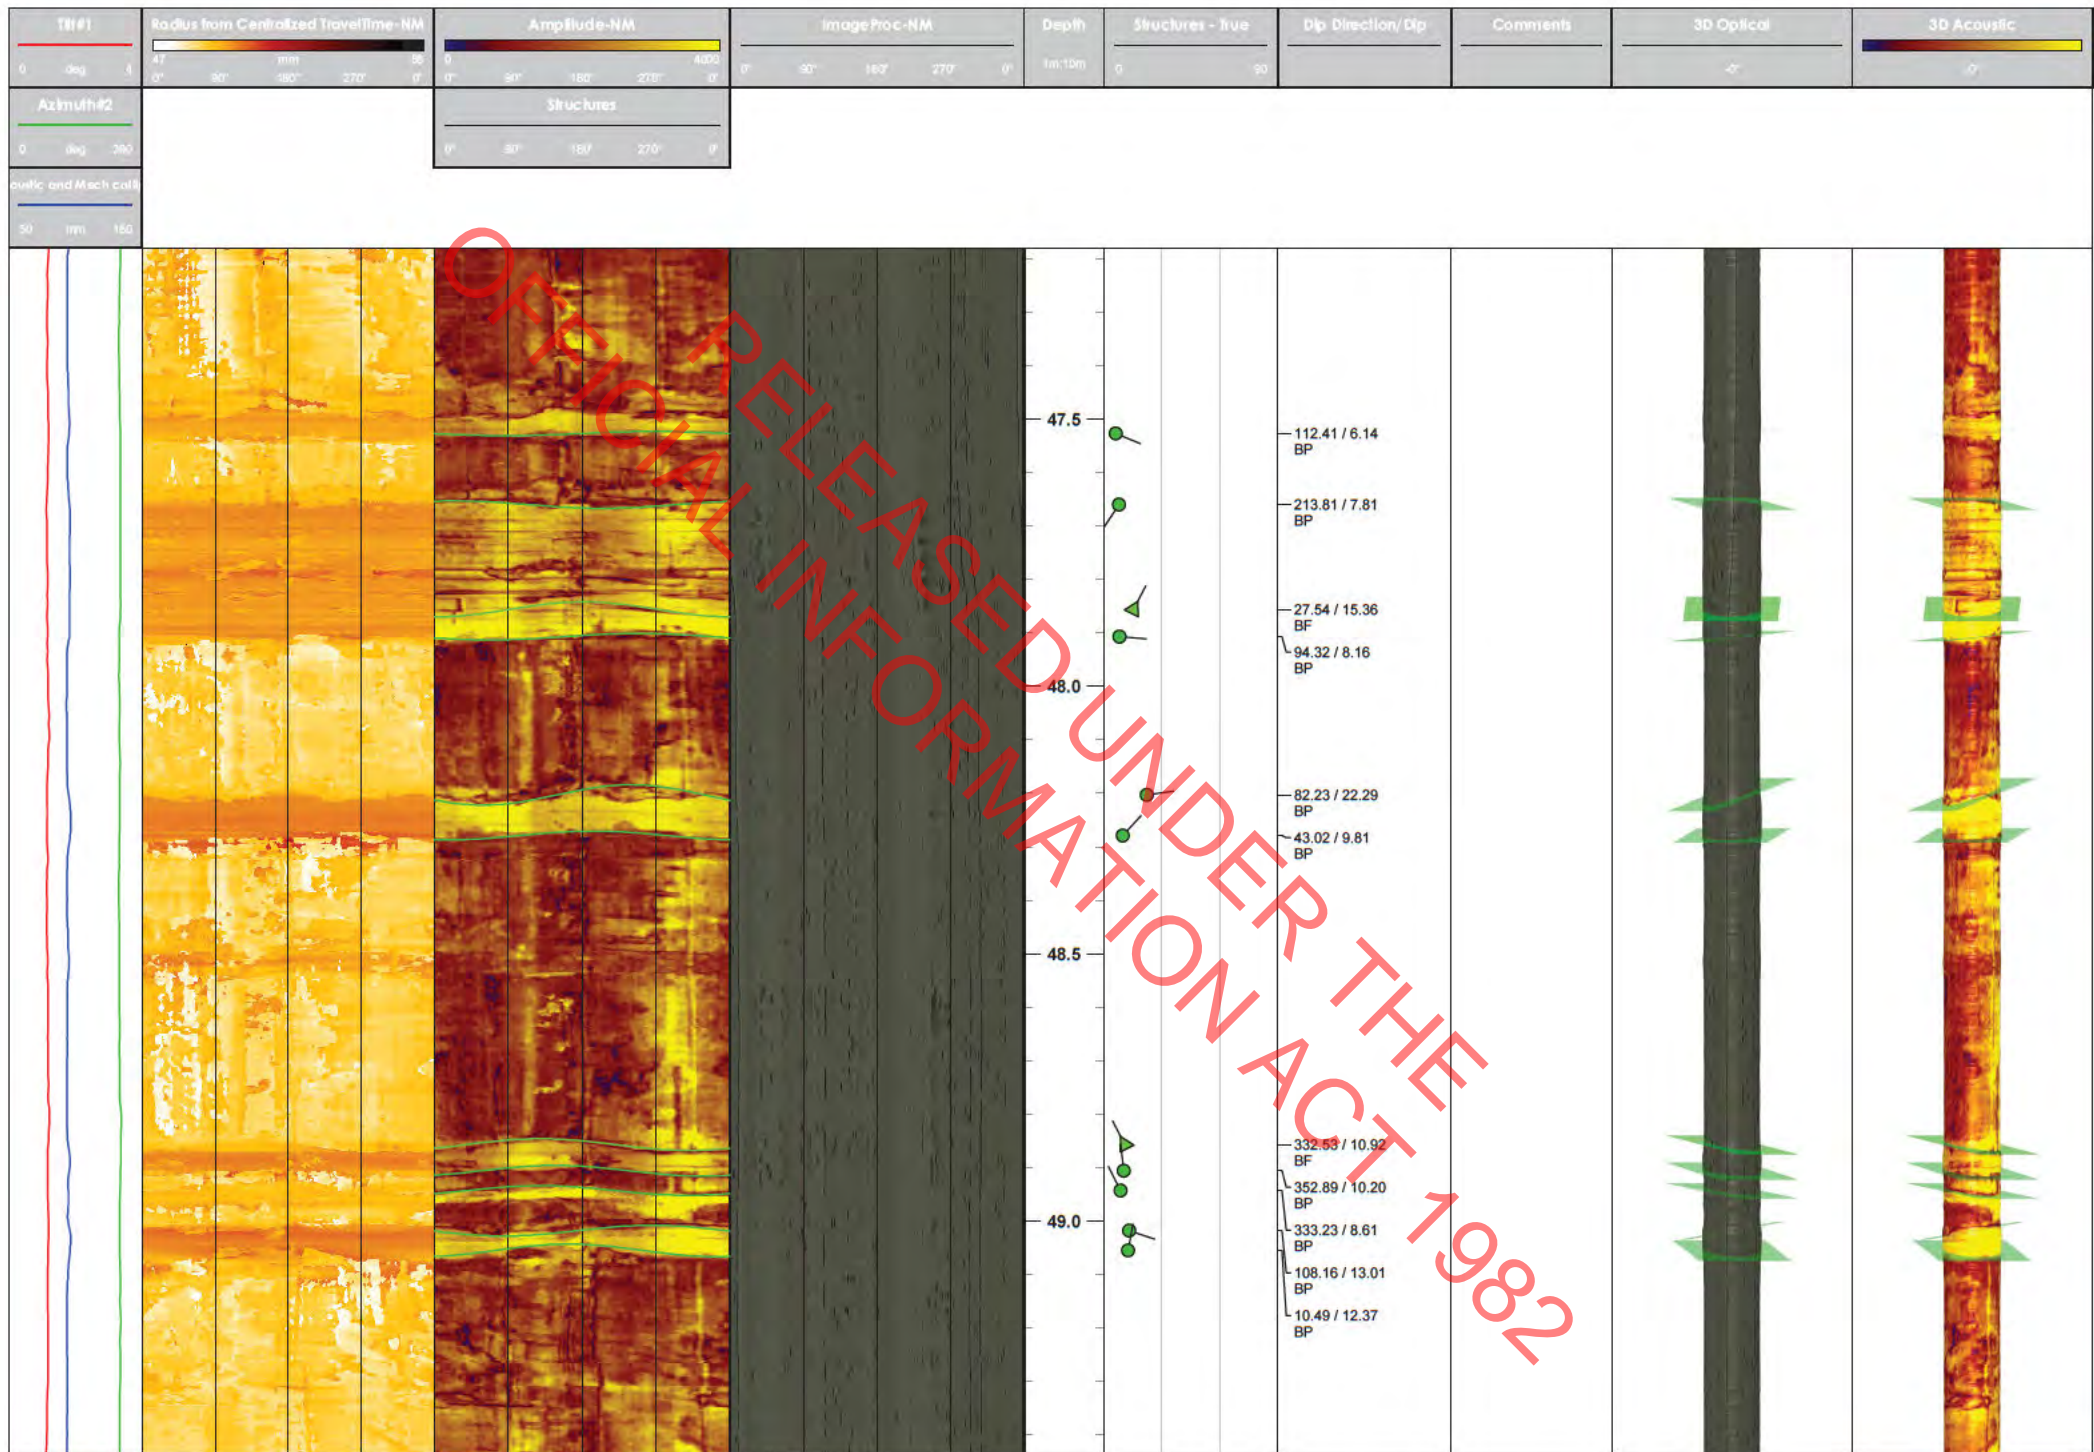 Tilt#1
0 deg 4
Radius from Centralized TravelTime-NM
47 mm
0° 90° 180° 270° 0°
Amplitude-NM
0 4000
0° 90° 180° 270° 0°
ImageProc-NM
0° 90° 180° 270° 0°
Depth
1m:10m
Structures - True
0 90
Dip Direction/Dip
Comments
3D Optical
3D Acoustic
Azimuth#2
0 deg
Structures
0° 90° 180° 270° 0°
oustic and Mech cali
50 mm 150
47.5
112.41 / 6.14
BP
213.81 / 7.81
BP
27.54 / 15.36
BF
94.32 / 8.16
BP
48.0
82.23 / 22.29
BP
43.02 / 9.81
BP
48.5
332.53 / 10.92
BF
352.89 / 10.20
BP
49.0
333.23 / 8.61
BP
108.16 / 13.01
BP
10.49 / 12.37
BP
RELEASED UNDER THE
OFFICIAL INFORMATION ACT 1982